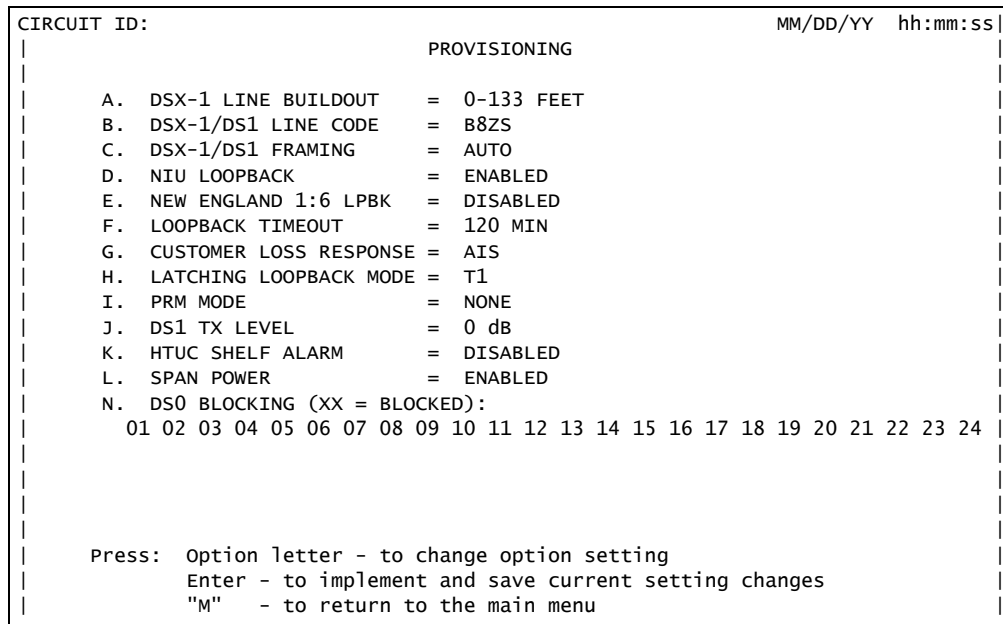 CIRCUIT ID:                                                    MM/DD/YY  hh:mm:ss|
|                                 PROVISIONING                                   |
|                                                                                |
|      A.  DSX-1 LINE BUILDOUT    =  0-133 FEET                                  |
|      B.  DSX-1/DS1 LINE CODE    =  B8ZS                                        |
|      C.  DSX-1/DS1 FRAMING      =  AUTO                                        |
|      D.  NIU LOOPBACK           =  ENABLED                                     |
|      E.  NEW ENGLAND 1:6 LPBK   =  DISABLED                                    |
|      F.  LOOPBACK TIMEOUT       =  120 MIN                                     |
|      G.  CUSTOMER LOSS RESPONSE =  AIS                                         |
|      H.  LATCHING LOOPBACK MODE =  T1                                          |
|      I.  PRM MODE               =  NONE                                        |
|      J.  DS1 TX LEVEL           =  0 dB                                        |
|      K.  HTUC SHELF ALARM       =  DISABLED                                    |
|      L.  SPAN POWER             =  ENABLED                                     |
|      N.  DS0 BLOCKING (XX = BLOCKED):                                          |
|        01 02 03 04 05 06 07 08 09 10 11 12 13 14 15 16 17 18 19 20 21 22 23 24 |
|                                                                                |
|                                                                                |
|                                                                                |
|                                                                                |
|     Press:  Option letter - to change option setting                           |
|             Enter - to implement and save current setting changes              |
|             "M"   - to return to the main menu                                 |